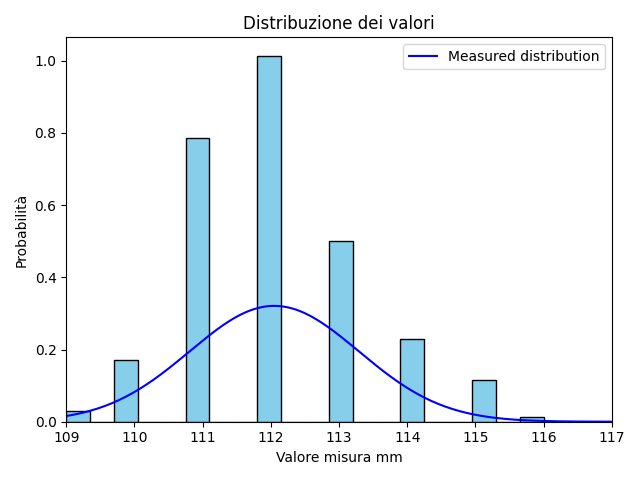 Distribuzione dei valori
Measured distribution
Probabilità
1.0
0.8
0.6
0.4
0.2
0.0
109 110 111 112 113 114 115 116 117
Valore misura mm